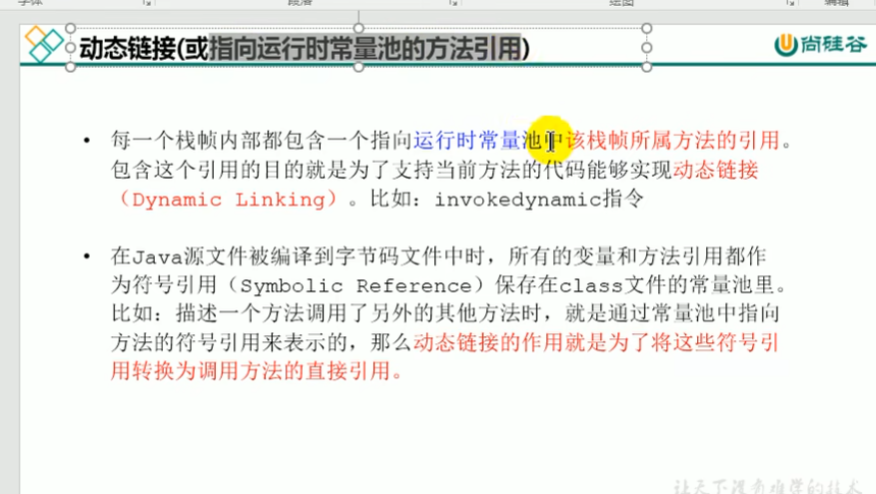 字体
段落
绘图
编辑
动态链接(或指向运行时常量池的方法引用)
尚硅谷
• 每一个栈帧内部都包含一个指向运行时常量池中该栈帧所属方法的引用。
包含这个引用的目的就是为了支持当前方法的代码能够实现动态链接
（Dynamic Linking）。比如：invokedynamic指令
• 在Java源文件被编译到字节码文件中时，所有的变量和方法引用都作
为符号引用（Symbolic Reference）保存在class文件的常量池里。
比如：描述一个方法调用了另外的其他方法时，就是通过常量池中指向
方法的符号引用来表示的，那么动态链接的作用就是为了将这些符号引
用转换为调用方法的直接引用。
让天下没有难学的技术